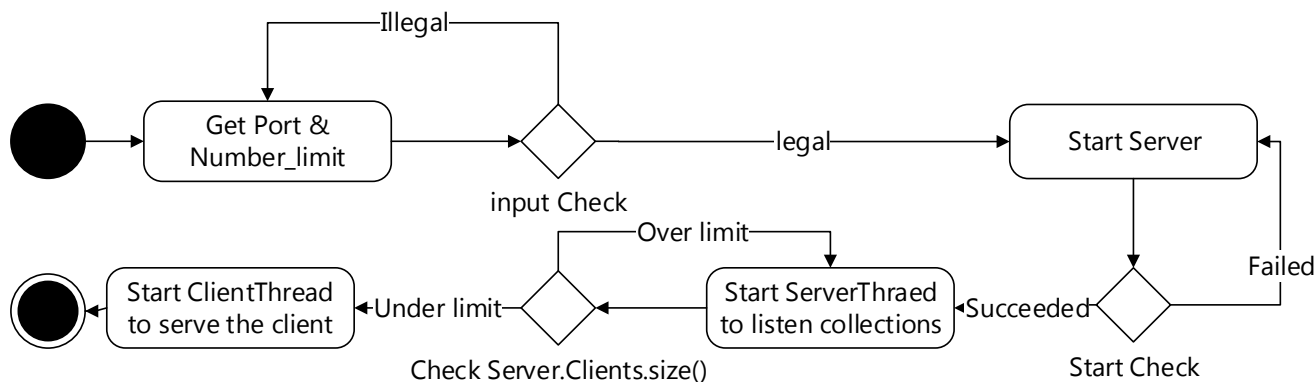 Illegal
Get Port &
Number_limit
legal
Start Server
input Check
Over limit
Failed
Start ClientThread
to serve the client
Under limit
Start ServerThraed
to listen collections
Succeeded
Check Server.Clients.size()
Start Check